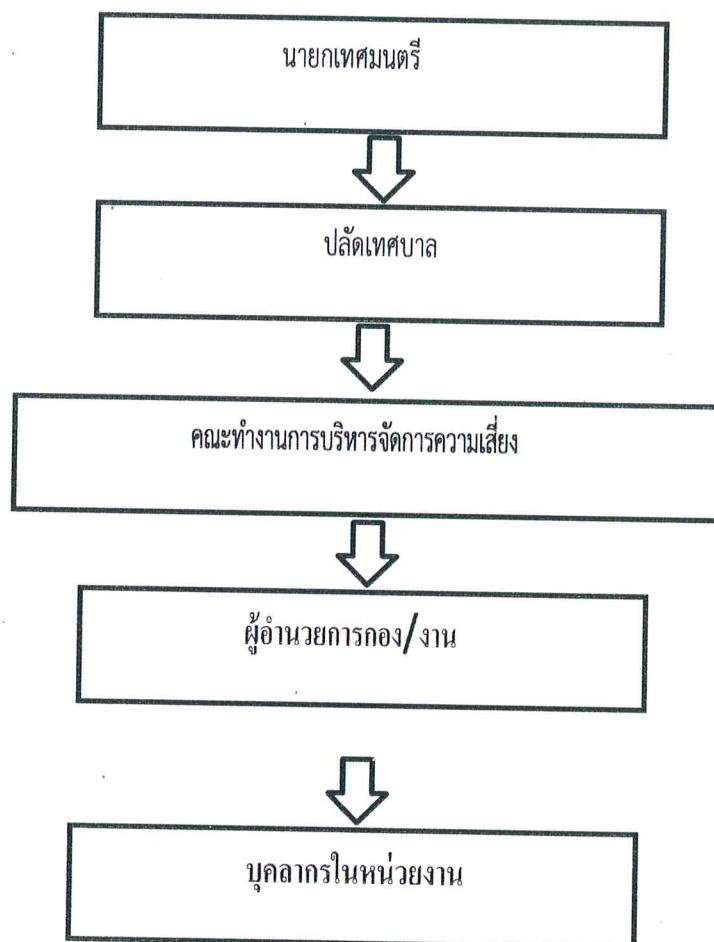 นายกเทศมนตรี
ปลัดเทศบาล
คณะทำงานการบริหารจัดการความเสี่ยง
ผู้อำนวยการกอง/งาน
บุคลากรในหน่วยงาน